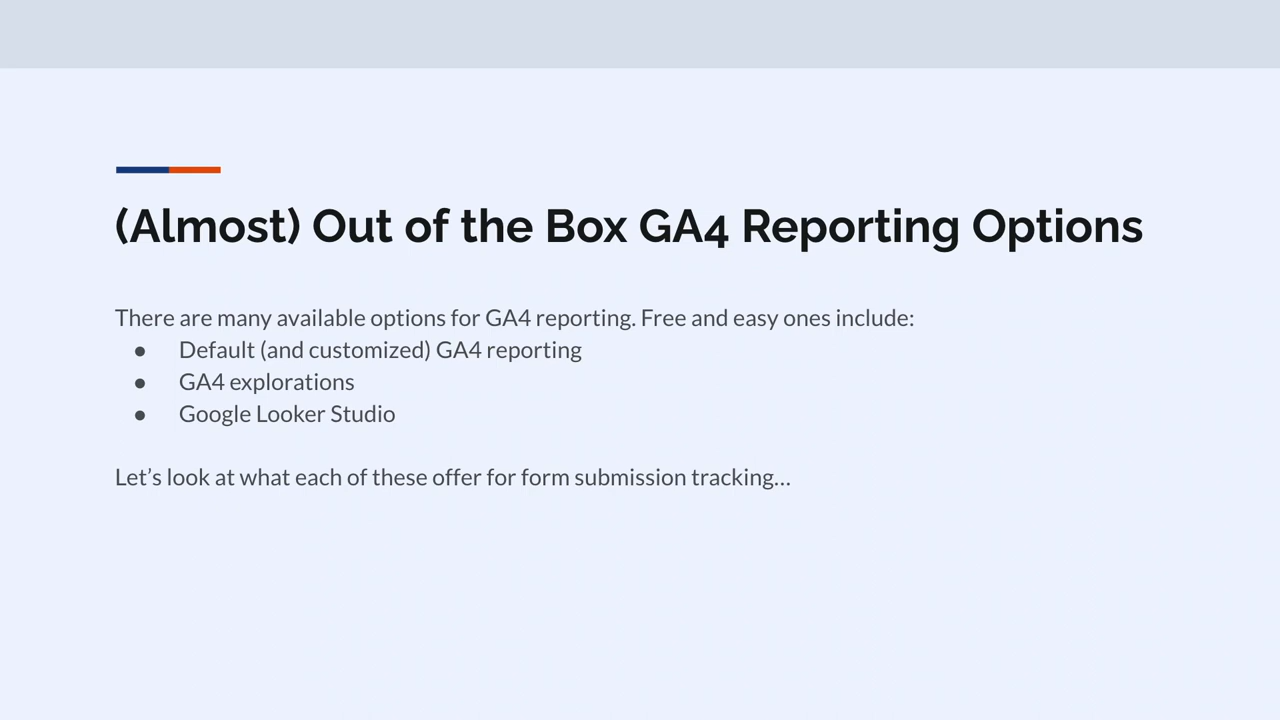 (Almost) Out of the Box GA4 Reporting Options
There are many available options for GA4 reporting. Free and easy ones include:
● Default (and customized) GA4 reporting
● GA4 explorations
● Google Looker Studio
Let’s look at what each of these offer for form submission tracking…